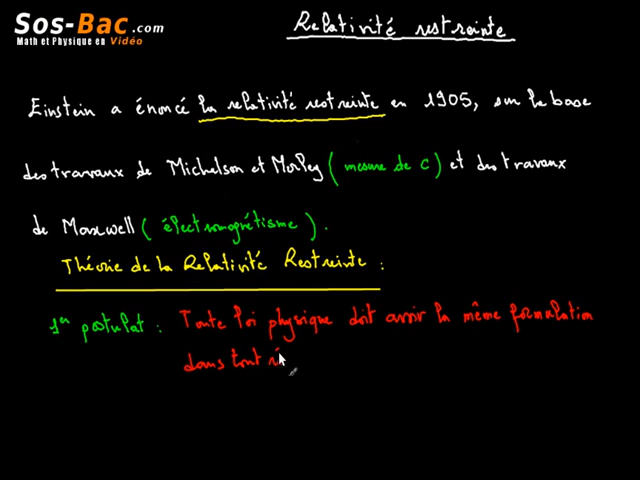 Sos-Bac.com
Math et Physique en Vidéo
Relativité restreinte
Einstein a énoncé la relativité restreinte en 1905, sur la base
des travaux de Michelson et Morley (mesure de c) et des travaux
de Maxwell (électromagnétisme).
Théorie de la Relativité Restreinte :
1er postulat : Toute loi physique doit avoir la même formulation
dans tout